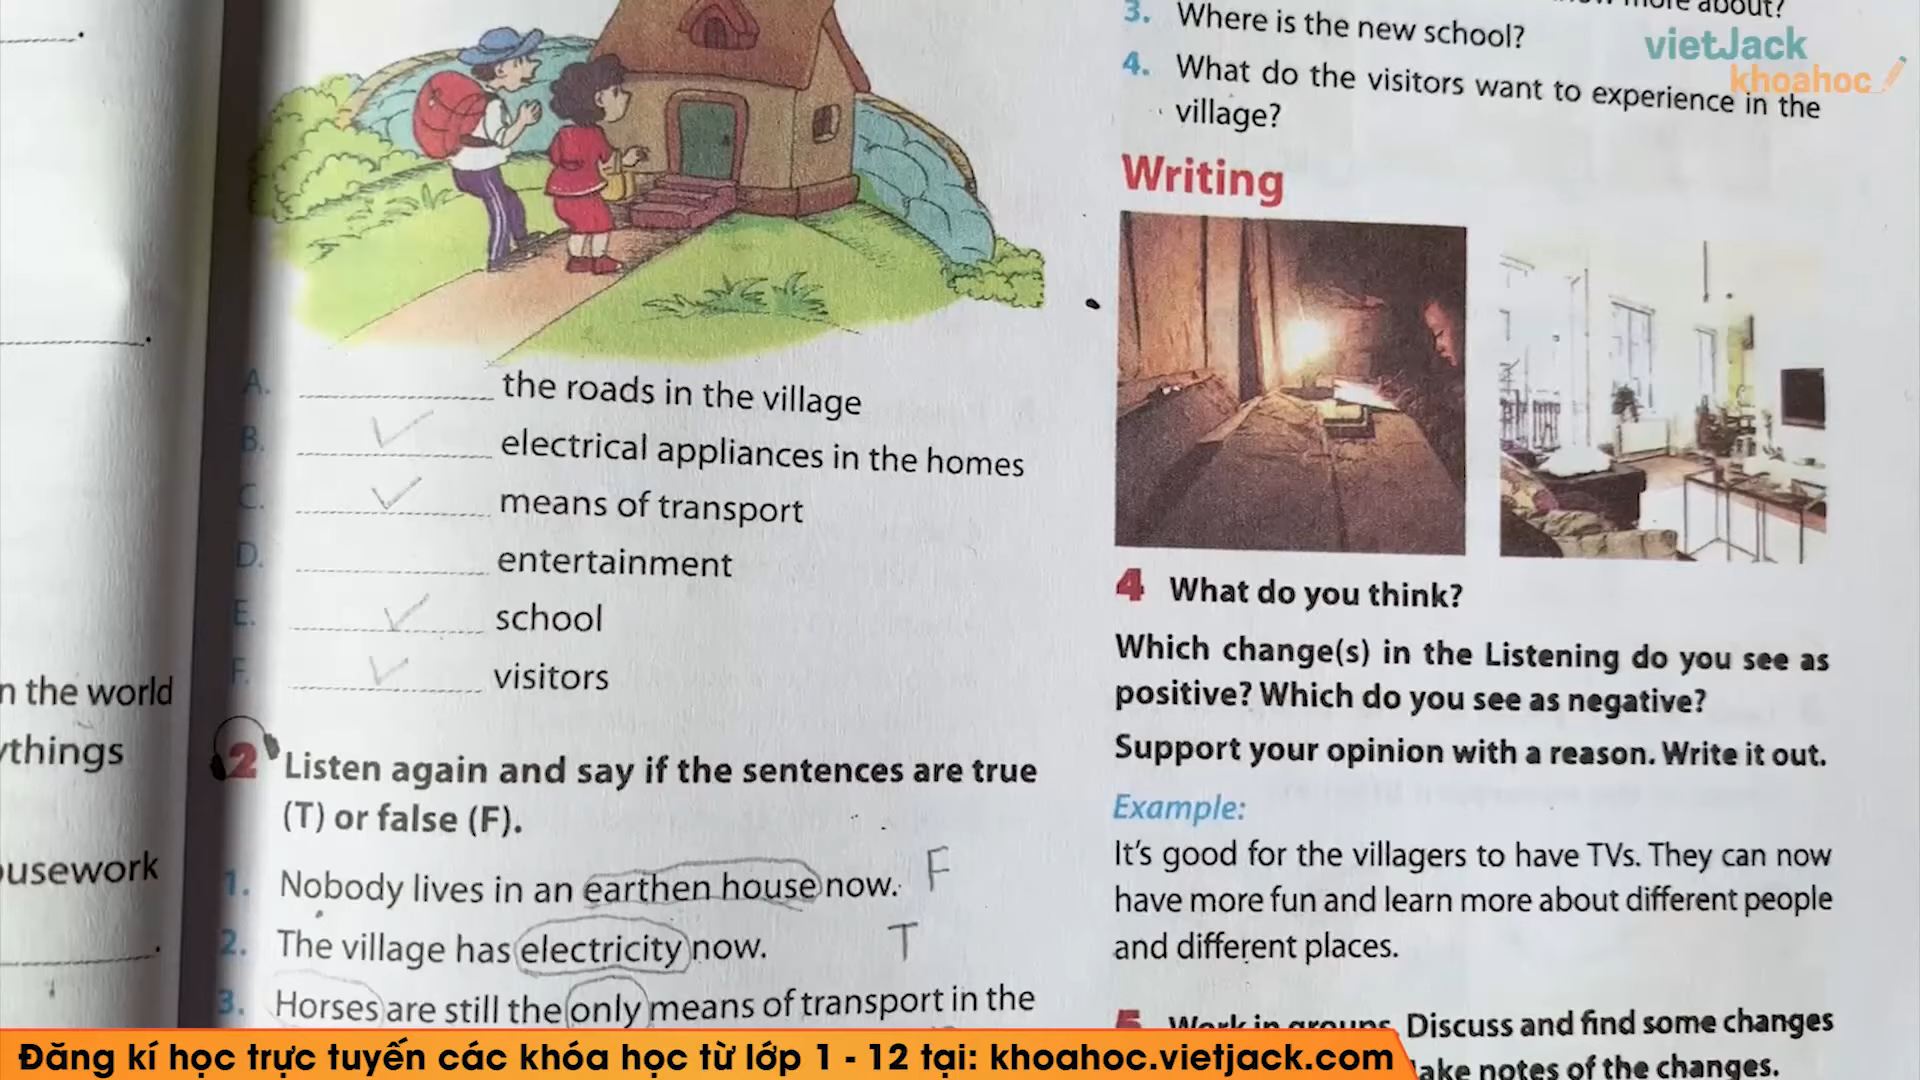 n the world
things
usework
A. the roads in the village
B. electrical appliances in the homes
C. means of transport
D. entertainment
E. school
F. visitors
2 Listen again and say if the sentences are true
(T) or false (F).
1. Nobody lives in an earthen house now. F
2. The village has electricity now. T
3. Horses are still the only means of transport in the
more about?
3. Where is the new school?
4. What do the visitors want to experience in the
village?
Writing
4 What do you think?
Which change(s) in the Listening do you see as
positive? Which do you see as negative?
Support your opinion with a reason. Write it out.
Example:
It's good for the villagers to have TVs. They can now
have more fun and learn more about different people
and different places.
5 Work in groups. Discuss and find some changes
ake notes of the changes.
vietJack
khoahoc
Đăng kí học trực tuyến các khóa học từ lớp 1 - 12 tại: khoahoc.vietjack.com